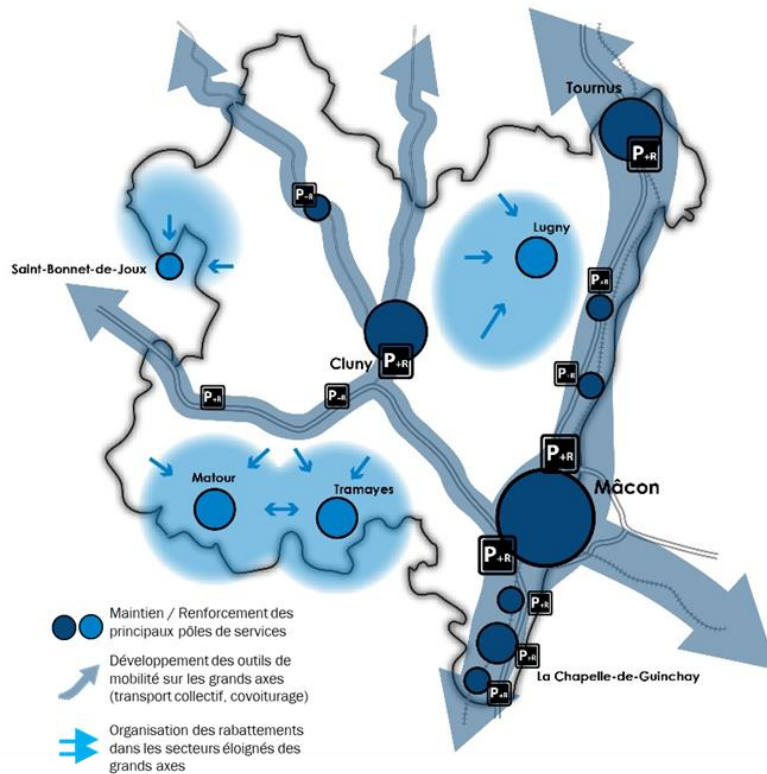 Tournus
P+R
P+R
Lugny
Saint-Bonnet-de-Joux
P+R
P+R
Cluny
P+R
P+R
P+R
P+R
Matour
Tramayes
Mâcon
P+R
P+R
P+R
La Chapelle-de-Guinchay
P+R
Maintien / Renforcement des
principaux pôles de services
Développement des outils de
mobilité sur les grands axes
(transport collectif, covoiturage)
Organisation des rabattements
dans les secteurs éloignés des
grands axes